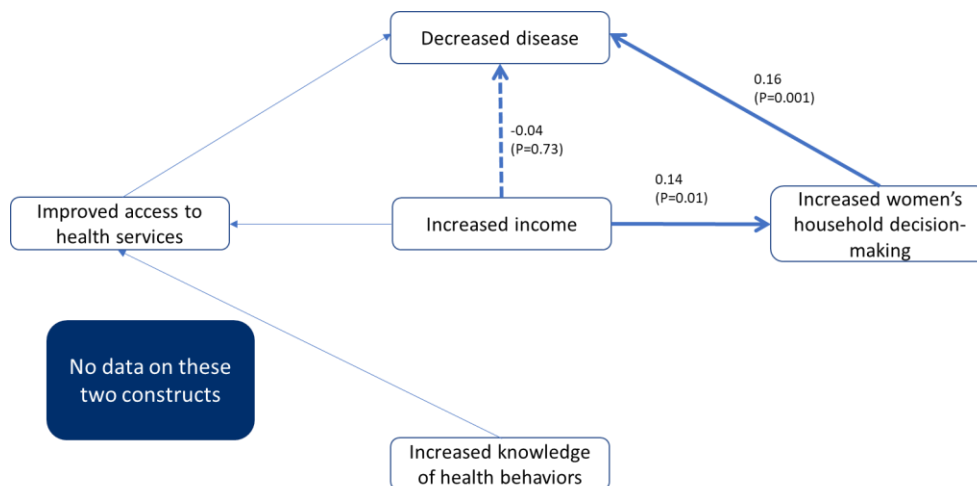 Decreased disease
0.16
(P=0.001)
-0.04
(P=0.73)
0.14
(P=0.01)
Improved access to
health services
Increased income
Increased women’s
household decision-
making
No data on these
two constructs
Increased knowledge
of health behaviors